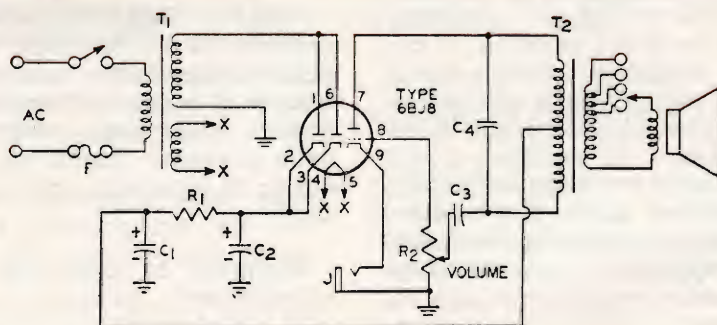 T1
T2
6
1
7
TYPE
6BJ8
AC
X
8
C4
2
9
3
X
4
5
F
R1
X
X
C3
+
-
C1
+
-
C2
R2
J
VOLUME